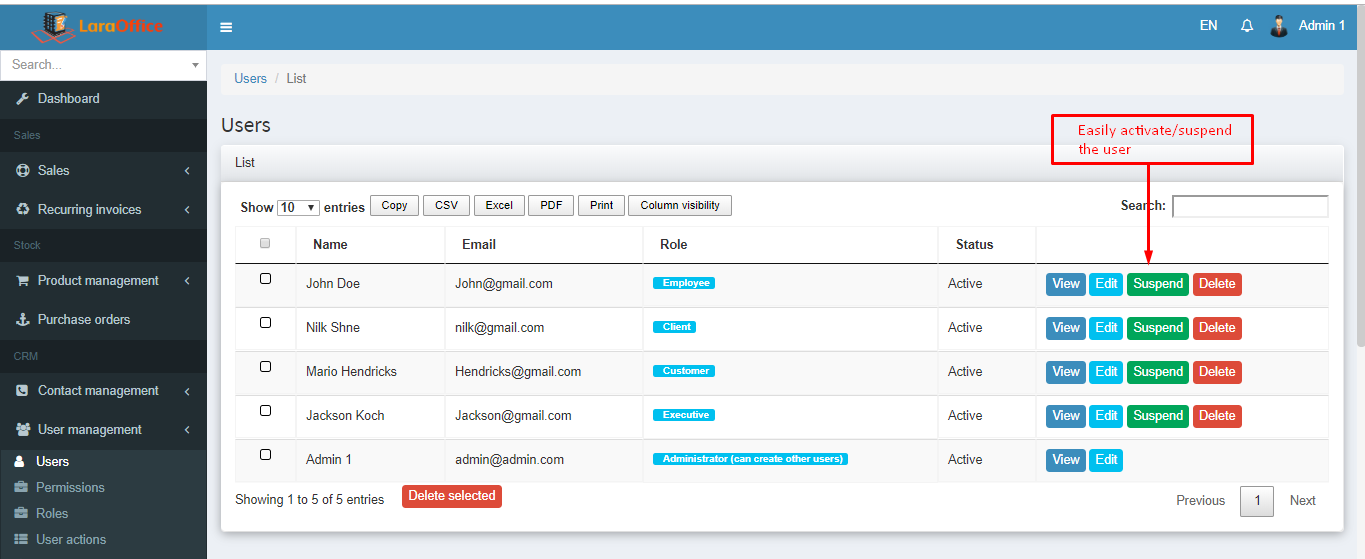 LaraOffice
EN
Admin 1
Search...
Dashboard
Sales
Sales
Recurring invoices
Stock
Product management
Purchase orders
CRM
Contact management
User management
Users
Permissions
Roles
User actions
Users / List
Users
Easily activate/suspend
the user
List
Show 10 entries Copy CSV Excel PDF Print Column visibility Search:
Name Email Role Status
John Doe John@gmail.com Employee Active View Edit Suspend Delete
Nilk Shne nilk@gmail.com Client Active View Edit Suspend Delete
Mario Hendricks Hendricks@gmail.com Customer Active View Edit Suspend Delete
Jackson Koch Jackson@gmail.com Executive Active View Edit Suspend Delete
Admin 1 admin@admin.com Administrator (can create other users) Active View Edit
Showing 1 to 5 of 5 entries Delete selected Previous 1 Next